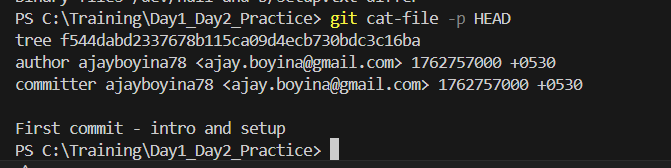 Binary files /dev/null and b/Setup.txt differ
PS C:\Training\Day1_Day2_Practice> git cat-file -p HEAD
tree f544dabd2337678b115ca09d4ecb730bdc3c16ba
author ajayboyina78 <ajay.boyina@gmail.com> 1762757000 +0530
committer ajayboyina78 <ajay.boyina@gmail.com> 1762757000 +0530
First commit - intro and setup
PS C:\Training\Day1_Day2_Practice>